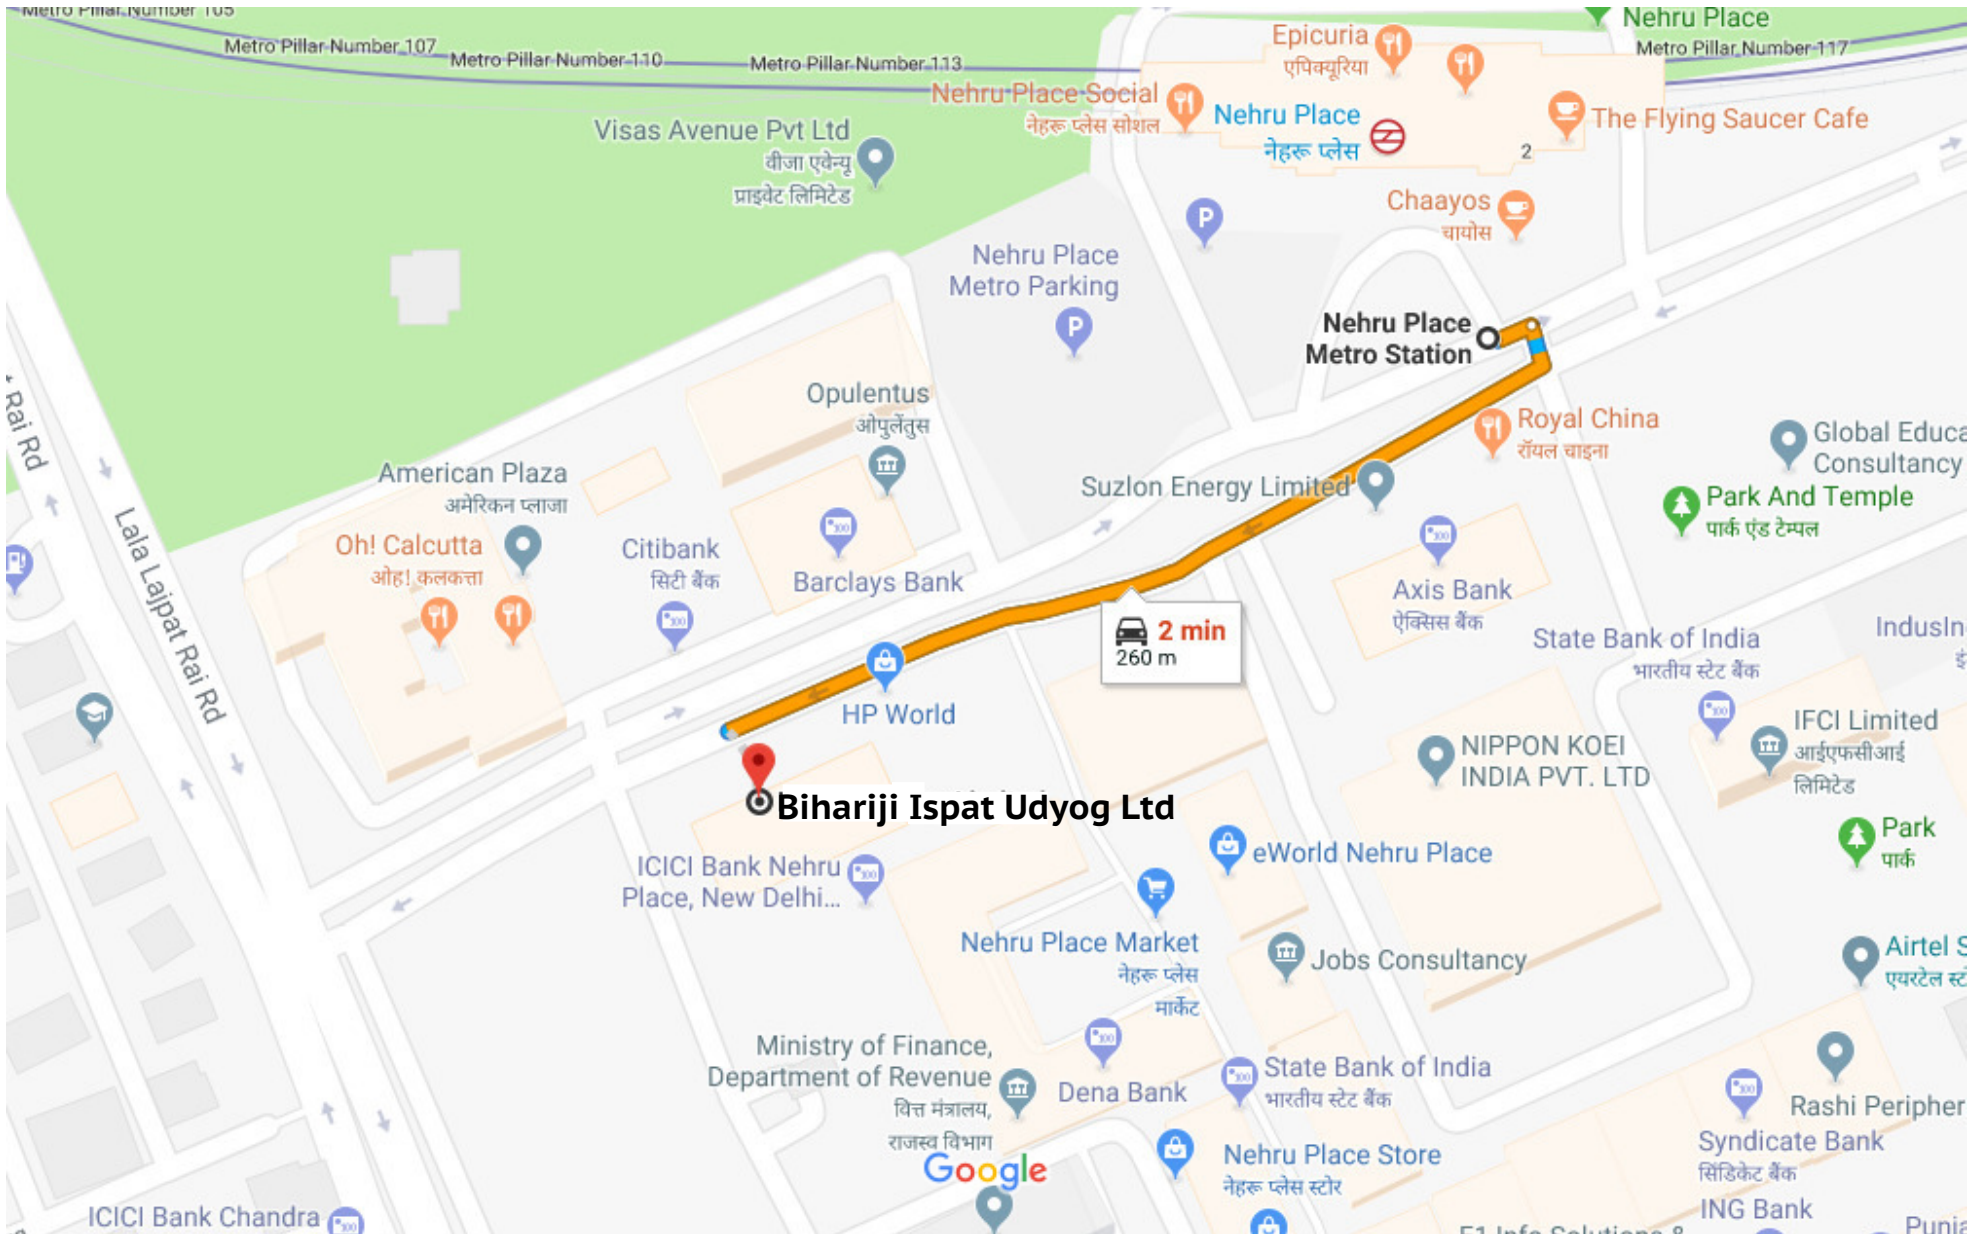 Metro Pillar Number 105
Metro Pillar Number 107
Metro Pillar Number 110
Metro Pillar Number 113
Nehru Place
Metro Pillar Number 117
Epicuria
एपिक्यूरिया
Nehru Place Social
नेहरू प्लेस सोशल
Nehru Place
नेहरू प्लेस
2
The Flying Saucer Cafe
Visas Avenue Pvt Ltd
वीजा एवेन्यू
प्राइवेट लिमिटेड
Chaayos
चायोस
P
Nehru Place
Metro Parking
P
Nehru Place
Metro Station
Opulentus
ओपुलेंतुस
Rai Rd
Royal China
रॉयल चाइना
Global Educa
Consultancy
American Plaza
अमेरिकन प्लाजा
Suzlon Energy Limited
Park And Temple
पार्क एंड टेम्पल
Oh! Calcutta
ओह! कलकत्ता
Citibank
सिटी बैंक
Barclays Bank
Lala Lajpat Rai Rd
Axis Bank
ऐक्सिस बैंक
2 min
260 m
State Bank of India
भारतीय स्टेट बैंक
IndusIn
HP World
IFCI Limited
आईएफसीआई
लिमिटेड
NIPPON KOEI
INDIA PVT. LTD
Bihariji Ispat Udyog Ltd
Park
पार्क
eWorld Nehru Place
ICICI Bank Nehru
Place, New Delhi...
Nehru Place Market
नेहरू प्लेस
मार्केट
Jobs Consultancy
Airtel S
एयरटेल स्ट
Ministry of Finance,
Department of Revenue
वित्त मंत्रालय,
राजस्व विभाग
Dena Bank
State Bank of India
भारतीय स्टेट बैंक
Rashi Peripher
Syndicate Bank
सिंडिकेट बैंक
Nehru Place Store
नेहरू प्लेस स्टोर
Google
ICICI Bank Chandra
ING Bank
Punja